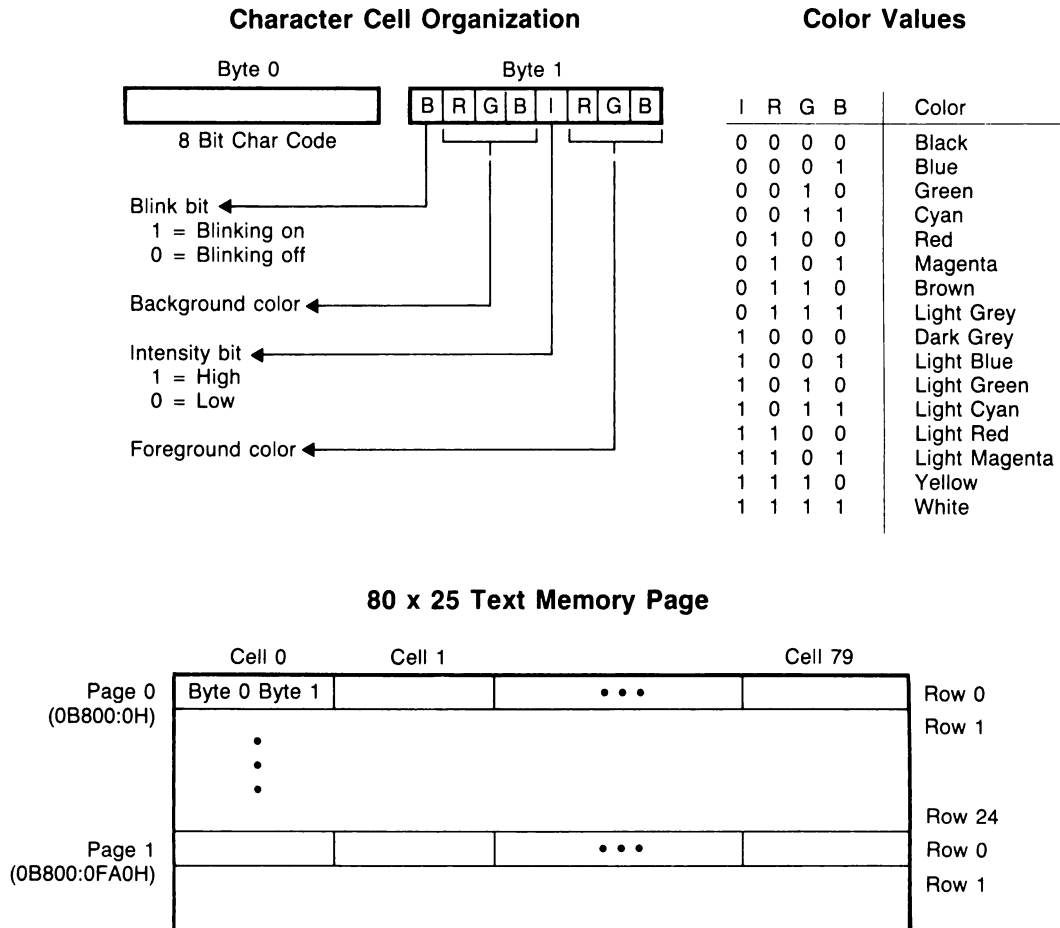 Character Cell Organization
Byte 0
Byte 1
B R G B I R G B
8 Bit Char Code
Blink bit
1 = Blinking on
0 = Blinking off
Background color
Intensity bit
1 = High
0 = Low
Foreground color
Color Values
I R G B Color
0 0 0 0 Black
0 0 0 1 Blue
0 0 1 0 Green
0 0 1 1 Cyan
0 1 0 0 Red
0 1 0 1 Magenta
0 1 1 0 Brown
0 1 1 1 Light Grey
1 0 0 0 Dark Grey
1 0 0 1 Light Blue
1 0 1 0 Light Green
1 0 1 1 Light Cyan
1 1 0 0 Light Red
1 1 0 1 Light Magenta
1 1 1 0 Yellow
1 1 1 1 White
80 x 25 Text Memory Page
Cell 0 Cell 1 Cell 79
Page 0 Byte 0 Byte 1 • • • Row 0
(0B800:0H) Row 1
Row 24
Page 1 • • • Row 0
(0B800:0FA0H) Row 1